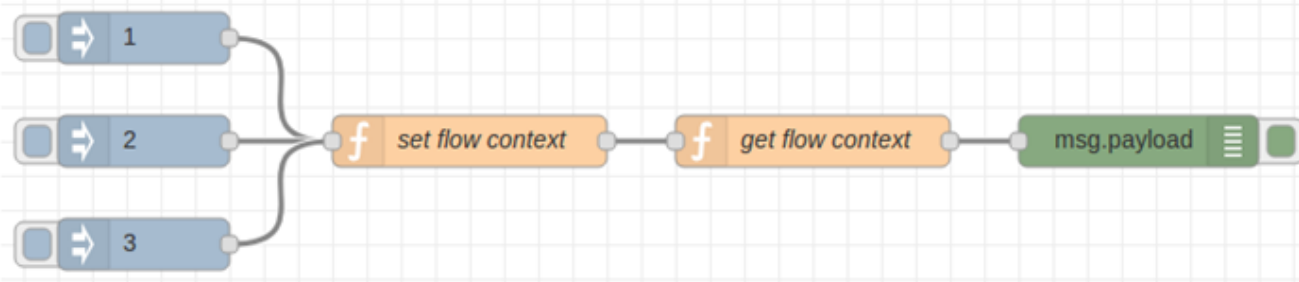 1
2
set flow context
get flow context
msg.payload
3